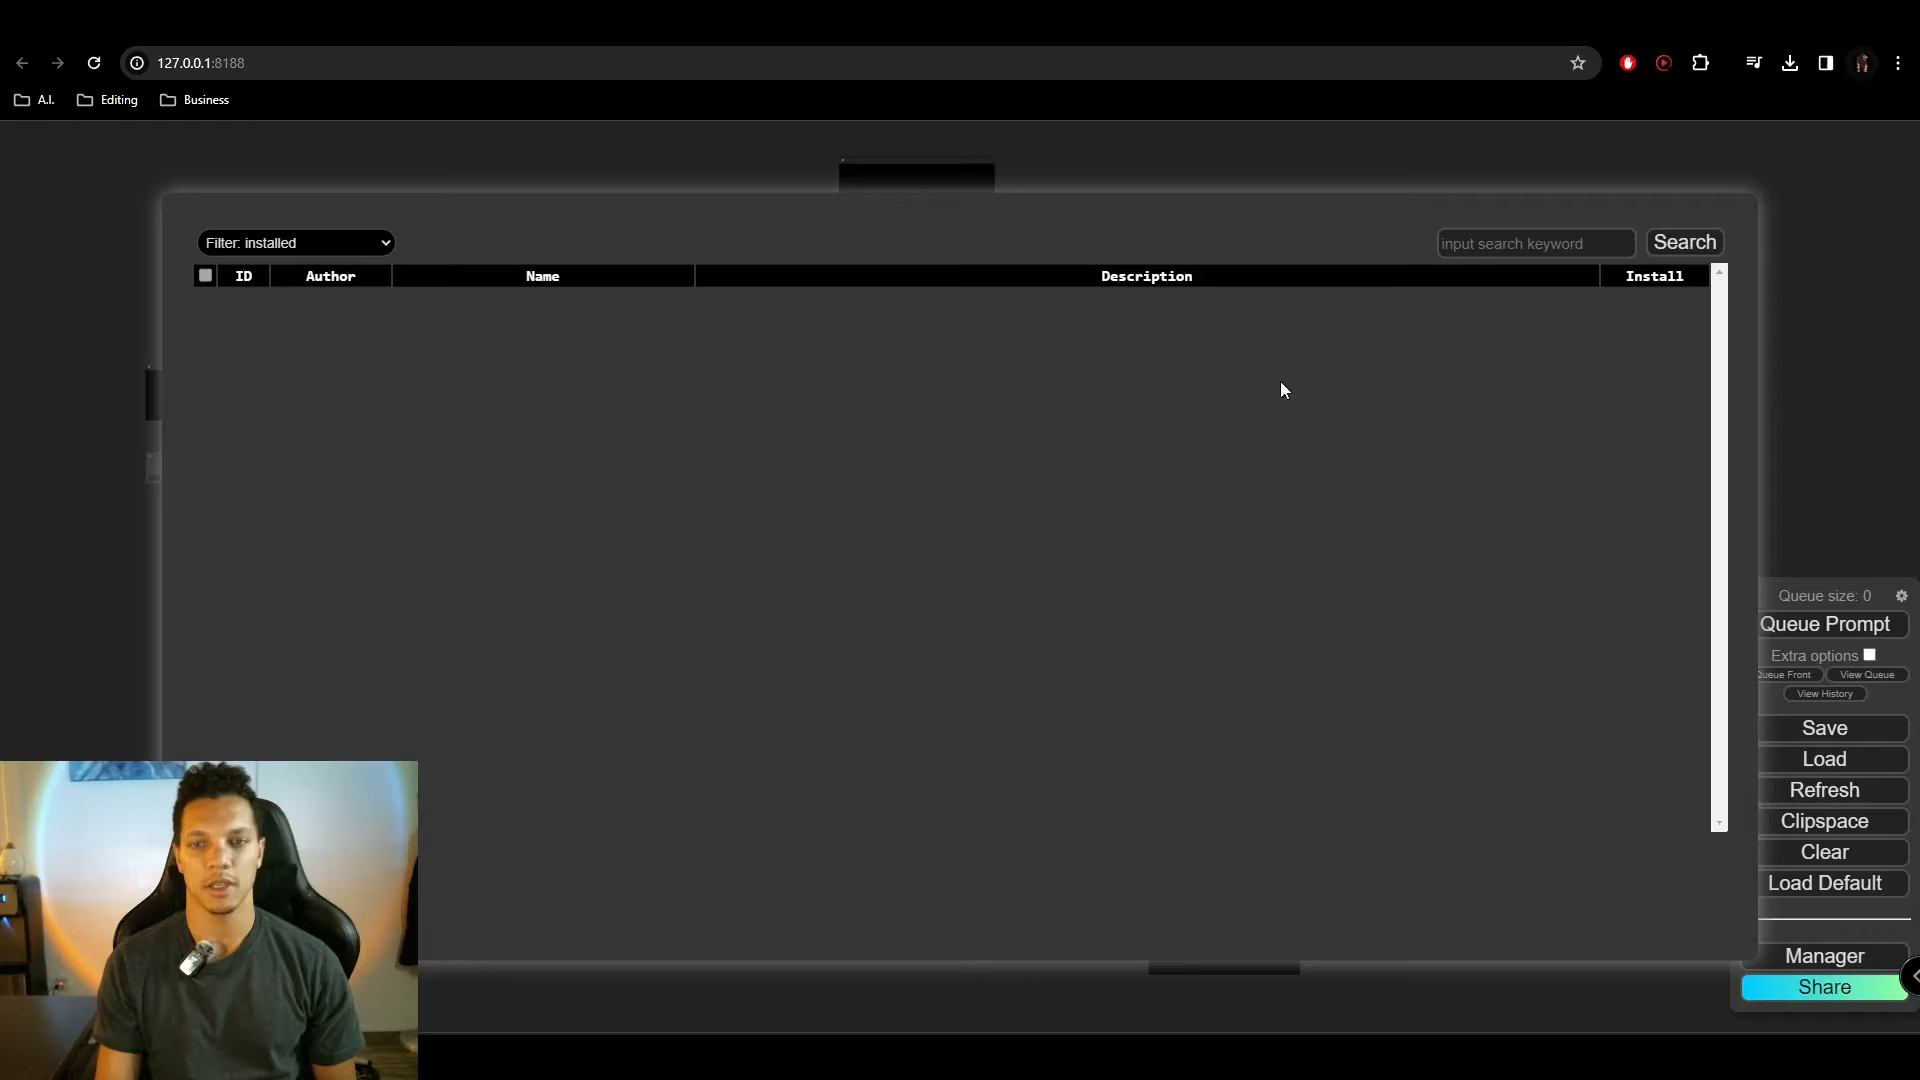 127.0.0.1:8188
A.I.
Editing
Business
Filter: installed
input search keyword
Search
ID
Author
Name
Description
Install
Queue size: 0
Queue Prompt
Extra options
Queue Front
View Queue
View History
Save
Load
Refresh
Clipspace
Clear
Load Default
Manager
Share